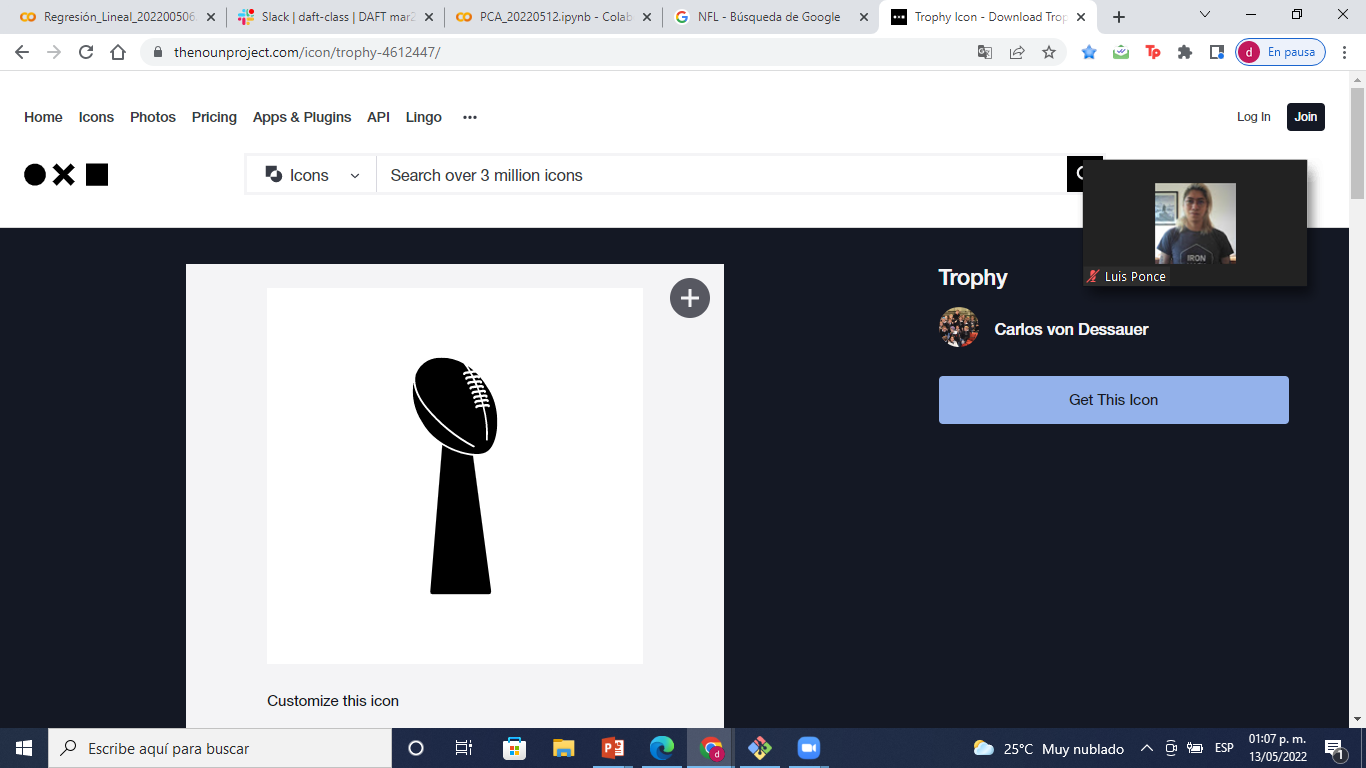 Regresión_Lineal_202200506.
Slack | daft-class | DAFT mar2
PCA_20220512.ipynb - Colab
NFL - Búsqueda de Google
Trophy Icon - Download Trop
thenounproject.com/icon/trophy-4612447/
Tp
d
En pausa
Home
Icons
Photos
Pricing
Apps & Plugins
API
Lingo
Log In
Join
Icons
Search over 3 million icons
IRON
Luis Ponce
Trophy
Carlos von Dessauer
Get This Icon
Customize this icon
Escribe aquí para buscar
25°C Muy nublado
ESP
01:07 p. m.
13/05/2022
1